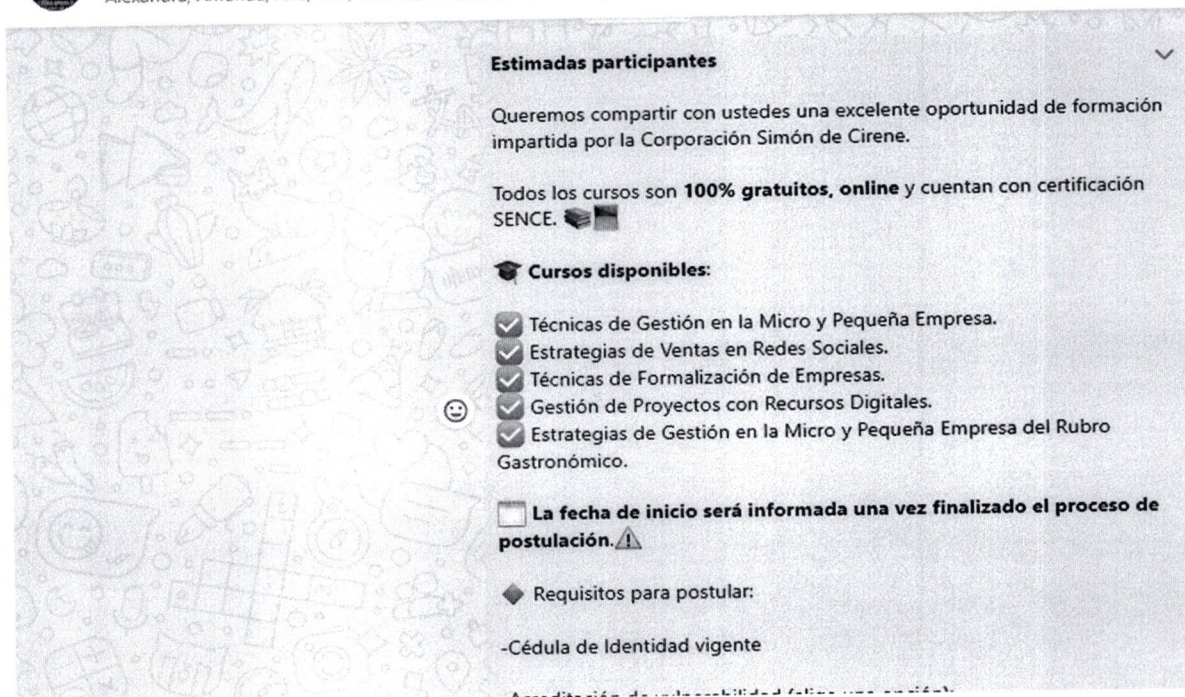 Estimadas participantes
Queremos compartir con ustedes una excelente oportunidad de formación
impartida por la Corporación Simón de Cirene.
Todos los cursos son 100% gratuitos, online y cuentan con certificación
SENCE.
Cursos disponibles:
Técnicas de Gestión en la Micro y Pequeña Empresa.
Estrategias de Ventas en Redes Sociales.
Técnicas de Formalización de Empresas.
Gestión de Proyectos con Recursos Digitales.
Estrategias de Gestión en la Micro y Pequeña Empresa del Rubro
Gastronómico.
La fecha de inicio será informada una vez finalizado el proceso de
postulación.
Requisitos para postular:
-Cédula de Identidad vigente